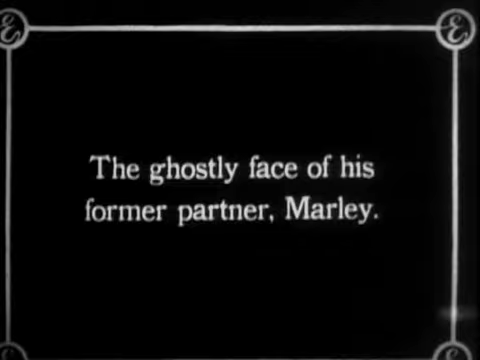 The ghostly face of his
former partner, Marley.